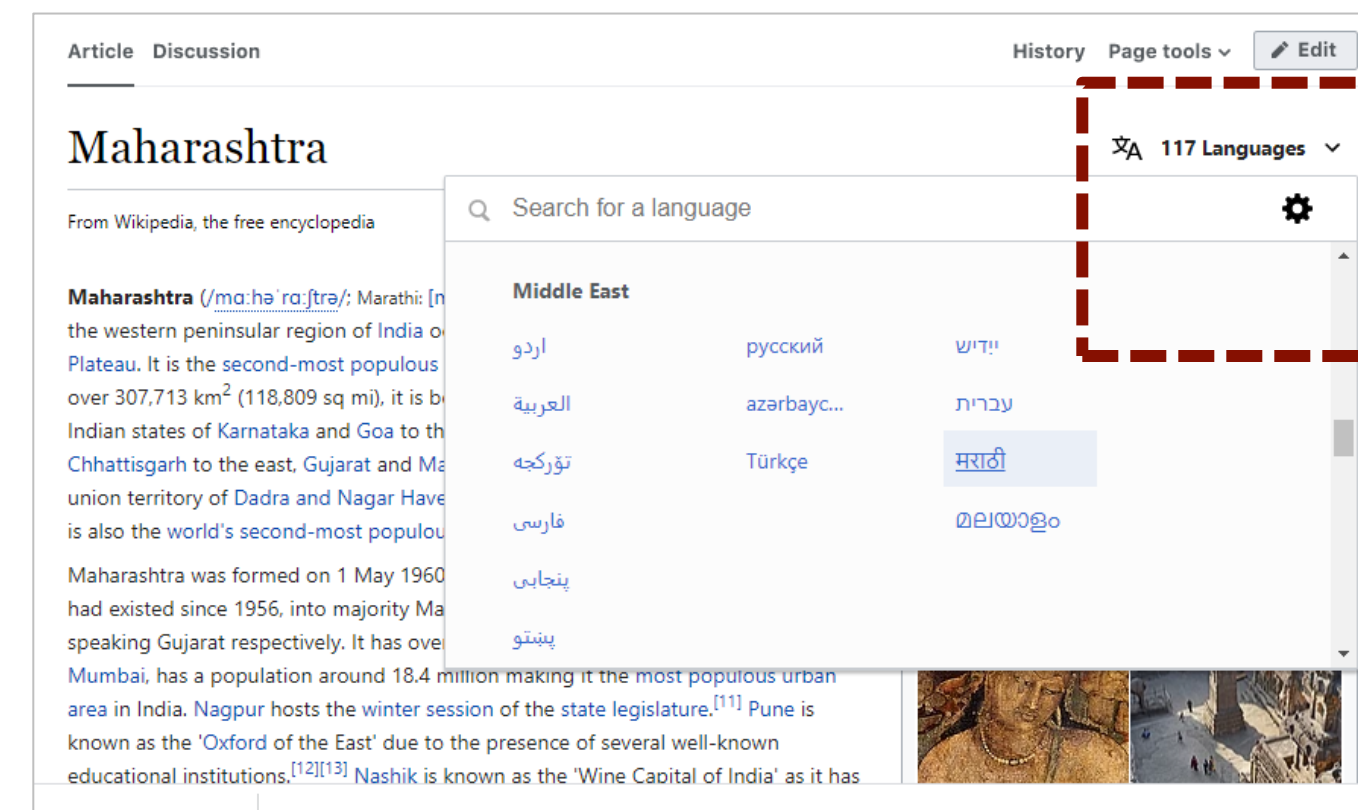 Article Discussion History Page tools Edit
Maharashtra
文A 117 Languages
From Wikipedia, the free encyclopedia
Search for a language
Middle East
اردو русский ייִדיש
العربية azərbayc... עברית
تۆرکجه Türkçe मराठी
فارسی മലയാളം
پنجابی
پښتو
Maharashtra (/mɑːhəˈrɑːʃtrə/; Marathi: [
the western peninsular region of India
Plateau. It is the second-most populous
over 307,713 km² (118,809 sq mi), it is
Indian states of Karnataka and Goa to
Chhattisgarh to the east, Gujarat and
union territory of Dadra and Nagar
is also the world's second-most
Maharashtra was formed on 1 May 1960
had existed since 1956, into majority
speaking Gujarat respectively. It has
Mumbai, has a population around 18.4 million making it the most populous urban
area in India. Nagpur hosts the winter session of the state legislature.[11] Pune is
known as the 'Oxford of the East' due to the presence of several well-known
educational institutions.[12][13] Nashik is known as the 'Wine Capital of India' as it has